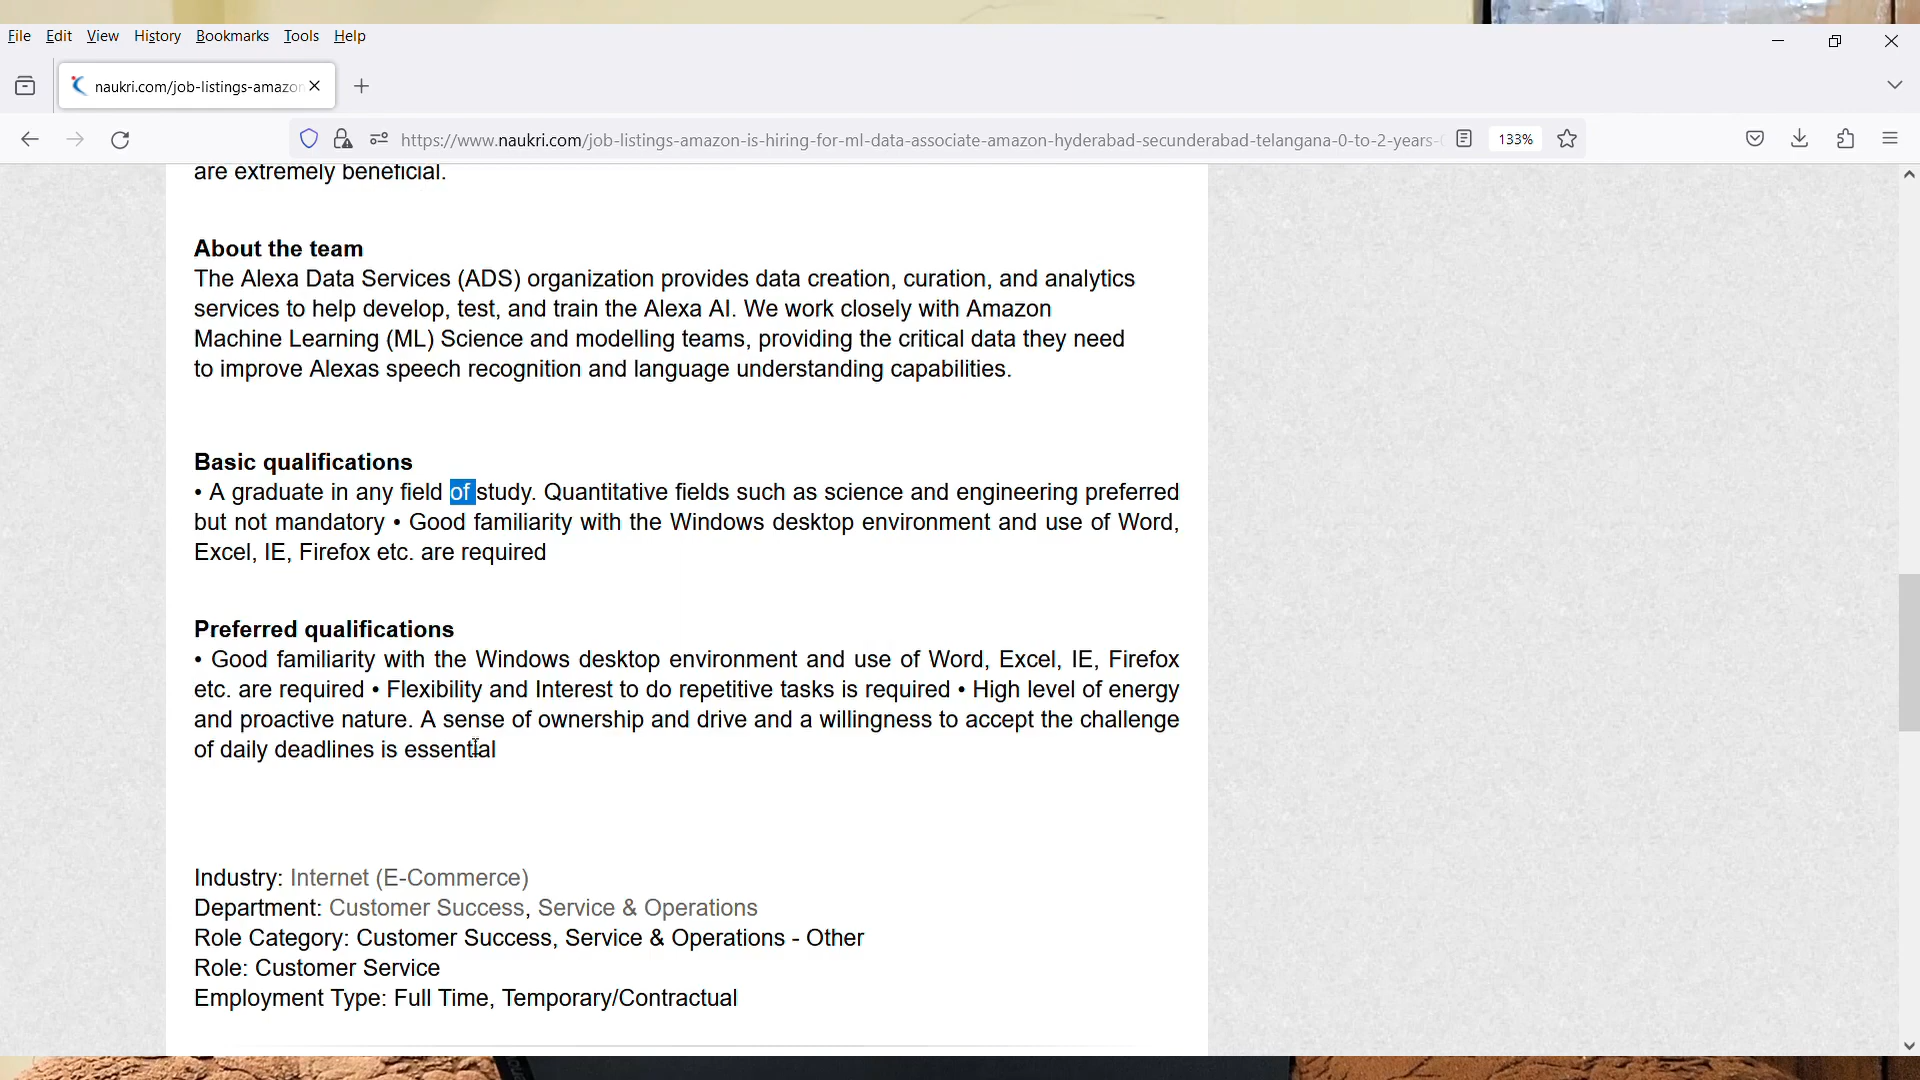 File Edit View History Bookmarks Tools Help
naukri.com/job-listings-amazon
https://www.naukri.com/job-listings-amazon-is-hiring-for-ml-data-associate-amazon-hyderabad-secunderabad-telangana-0-to-2-years-
133%
are extremely beneficial.
About the team
The Alexa Data Services (ADS) organization provides data creation, curation, and analytics
services to help develop, test, and train the Alexa AI. We work closely with Amazon
Machine Learning (ML) Science and modelling teams, providing the critical data they need
to improve Alexas speech recognition and language understanding capabilities.
Basic qualifications
• A graduate in any field of study. Quantitative fields such as science and engineering preferred
but not mandatory • Good familiarity with the Windows desktop environment and use of Word,
Excel, IE, Firefox etc. are required
Preferred qualifications
• Good familiarity with the Windows desktop environment and use of Word, Excel, IE, Firefox
etc. are required • Flexibility and Interest to do repetitive tasks is required • High level of energy
and proactive nature. A sense of ownership and drive and a willingness to accept the challenge
of daily deadlines is essential
Industry: Internet (E-Commerce)
Department: Customer Success, Service & Operations
Role Category: Customer Success, Service & Operations - Other
Role: Customer Service
Employment Type: Full Time, Temporary/Contractual